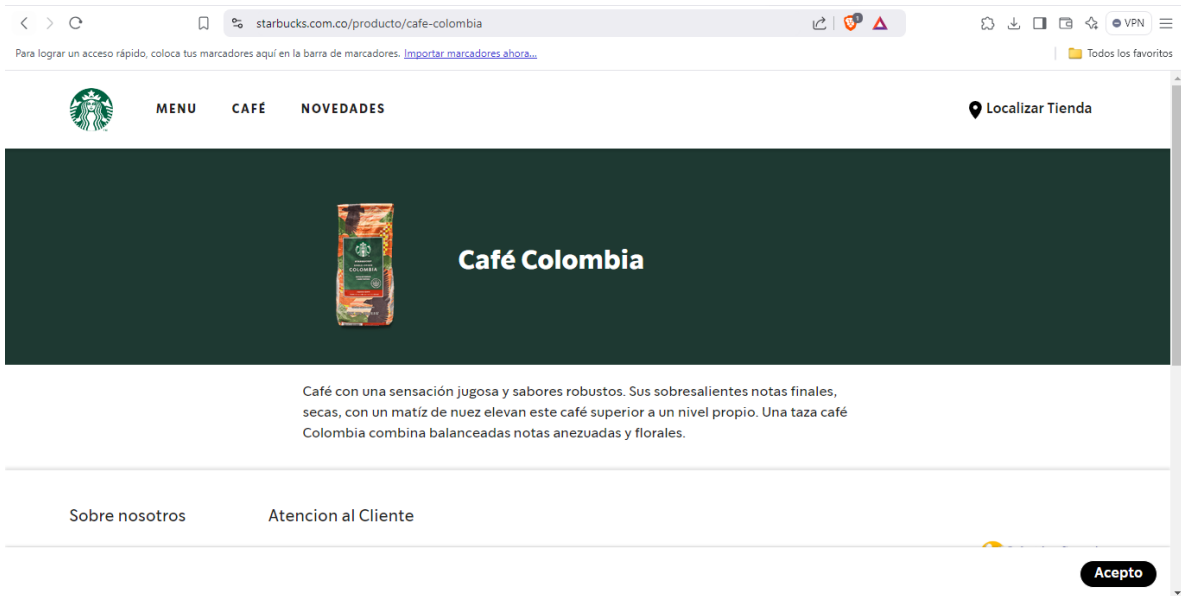 starbucks.com.co/producto/cafe-colombia
VPN
Para lograr un acceso rápido, coloca tus marcadores aquí en la barra de marcadores. Importar marcadores ahora...
Todos los favoritos
MENU CAFÉ NOVEDADES
Localizar Tienda
COLOMBIA
Café Colombia
Café con una sensación jugosa y sabores robustos. Sus sobresalientes notas finales,
secas, con un matíz de nuez elevan este café superior a un nivel propio. Una taza café
Colombia combina balanceadas notas anezuadas y florales.
Sobre nosotros Atencion al Cliente
Acepto